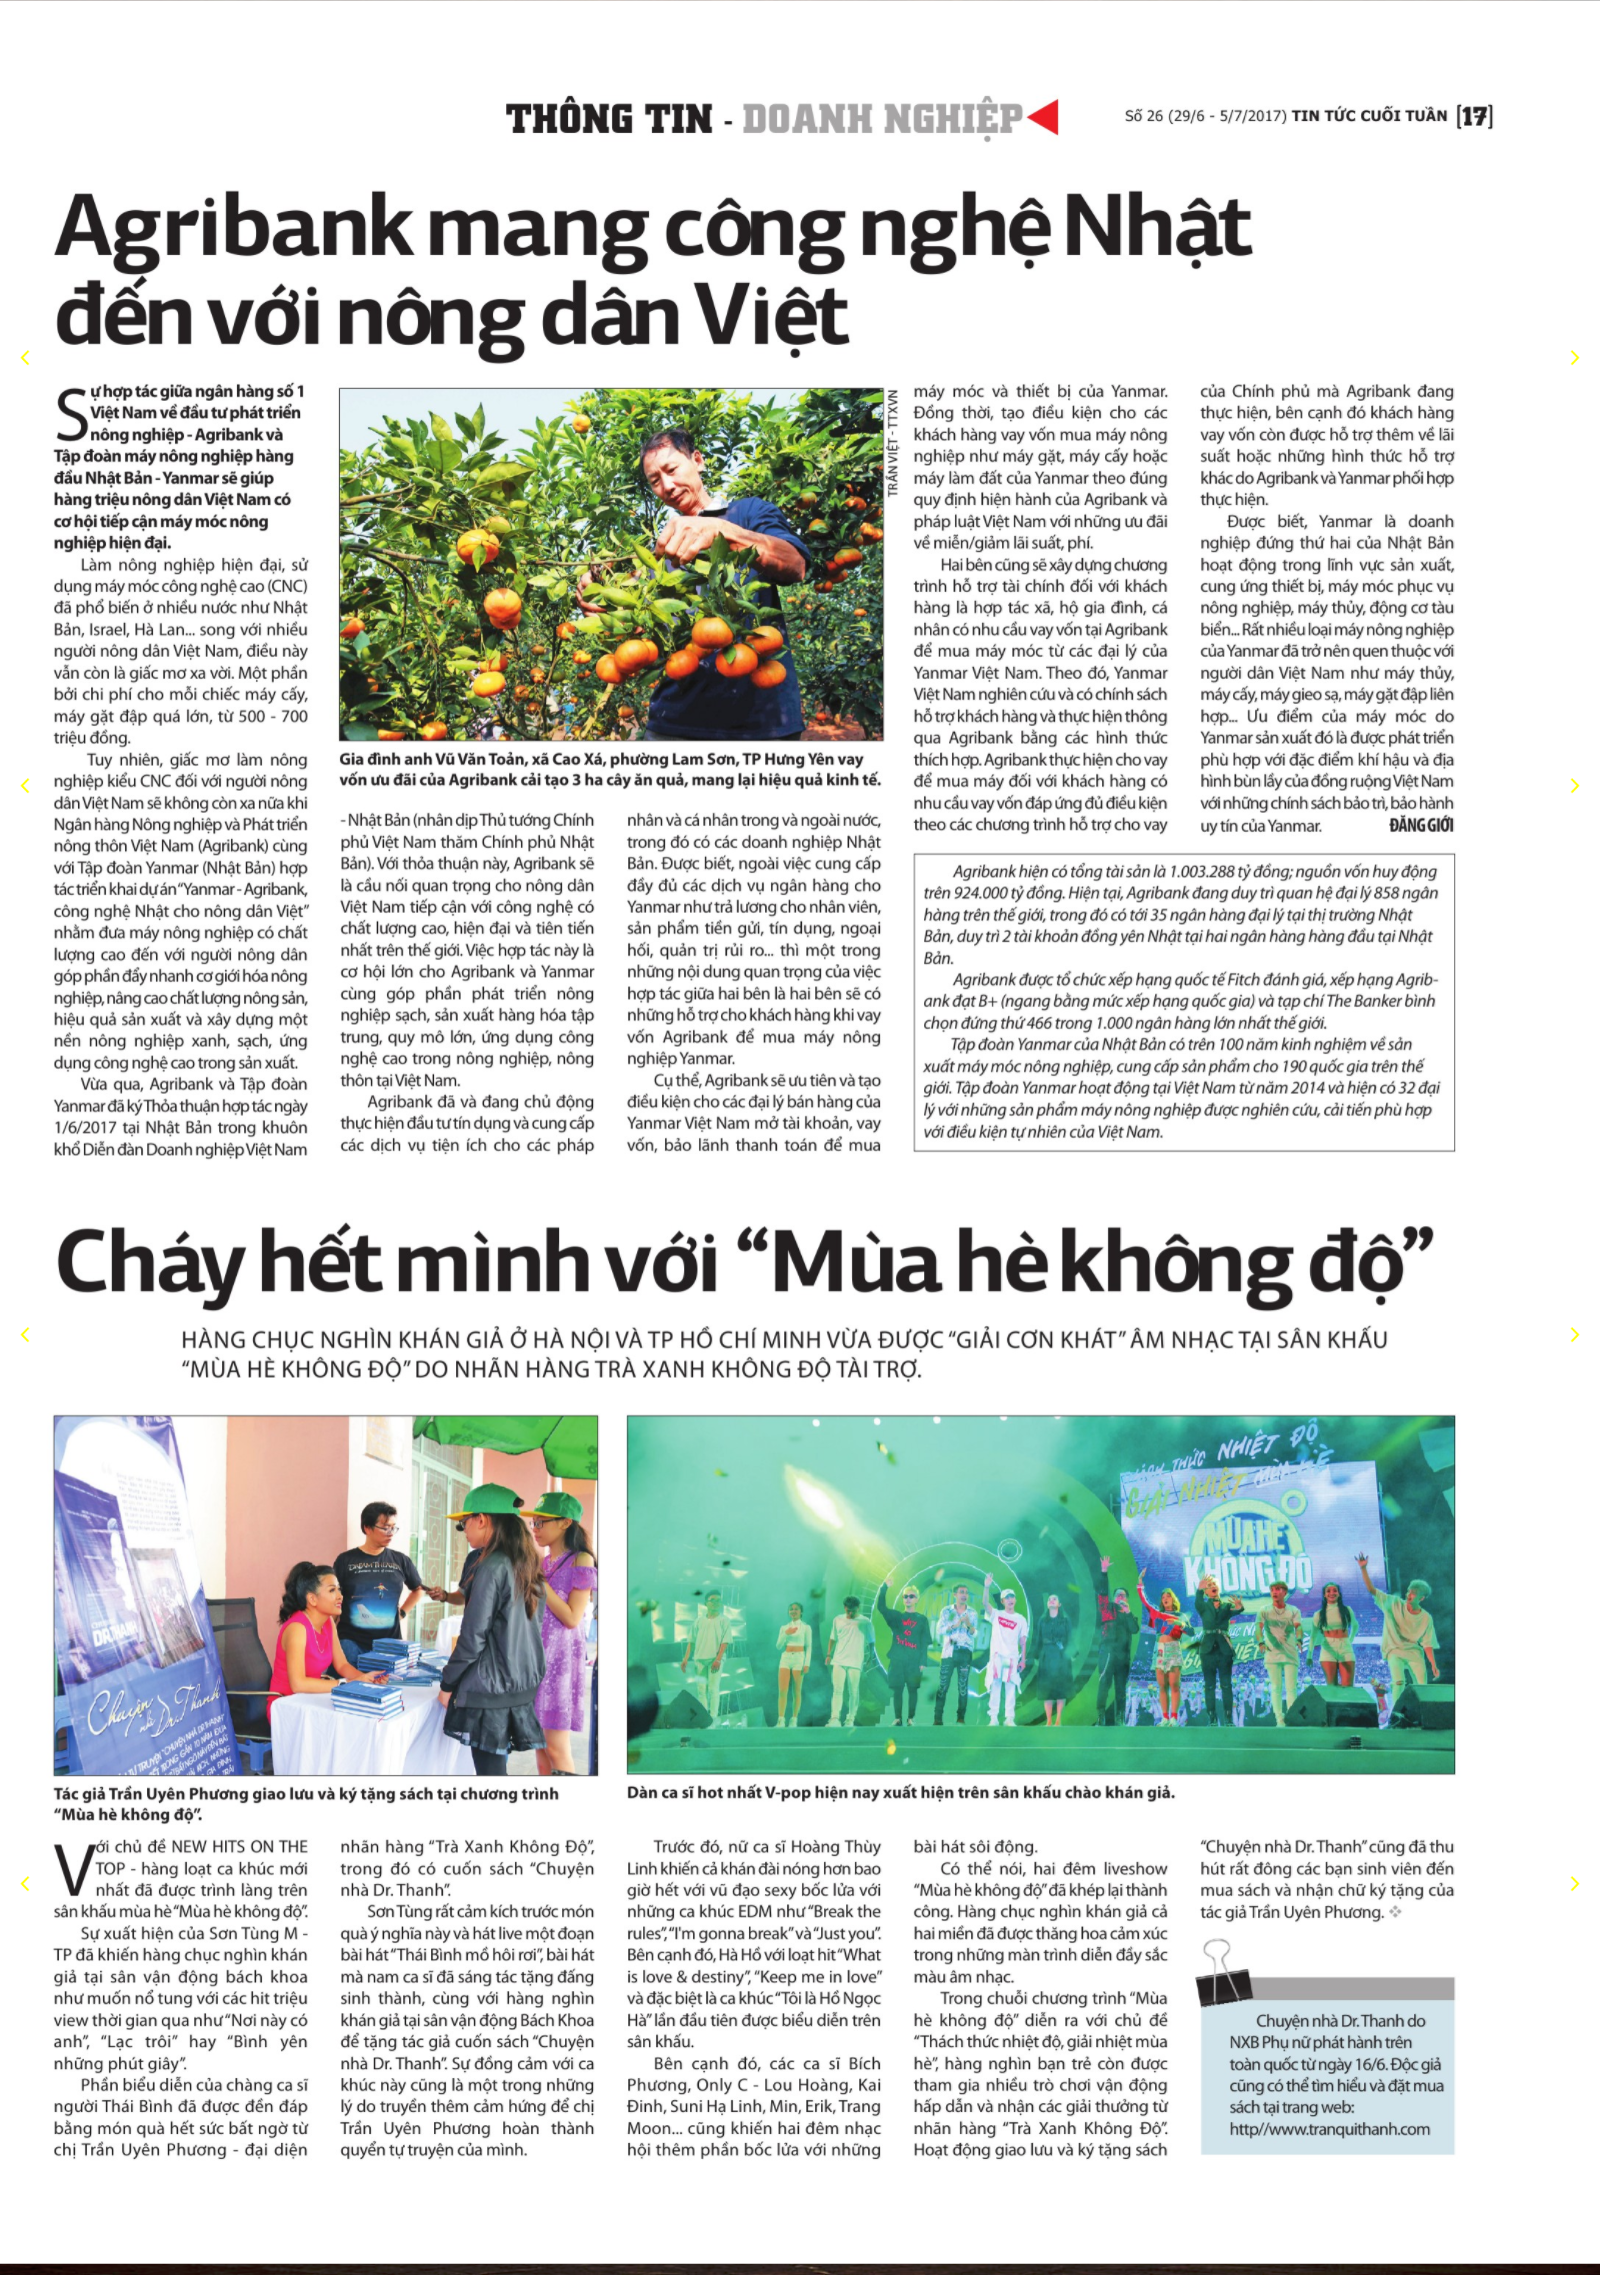 THÔNG TIN - DOANH NGHIỆP
Số 26 (29/6 - 5/7/2017) TIN TỨC CUỐI TUẦN [17]
Agribank mang công nghệ Nhật
đến với nông dân Việt
Sự hợp tác giữa ngân hàng số 1
Việt Nam về đầu tư phát triển
nông nghiệp - Agribank và
Tập đoàn máy nông nghiệp hàng
đầu Nhật Bản - Yanmar sẽ giúp
hàng triệu nông dân Việt Nam có
cơ hội tiếp cận máy móc nông
nghiệp hiện đại.
Làm nông nghiệp hiện đại, sử
dụng máy móc công nghệ cao (CNC)
đã phổ biến ở nhiều nước như Nhật
Bản, Israel, Hà Lan... song với nhiều
người nông dân Việt Nam, điều này
vẫn còn là giấc mơ xa vời. Một phần
bởi chi phí cho mỗi chiếc máy cấy,
máy gặt đập quá lớn, từ 500 - 700
triệu đồng.
Tuy nhiên, giấc mơ làm nông
nghiệp kiểu CNC đối với người nông
dân Việt Nam sẽ không còn xa nữa khi
Ngân hàng Nông nghiệp và Phát triển
nông thôn Việt Nam (Agribank) cùng
với Tập đoàn Yanmar (Nhật Bản) hợp
tác triển khai dự án “Yanmar - Agribank,
công nghệ Nhật cho nông dân Việt”
nhằm đưa máy nông nghiệp có chất
lượng cao đến với người nông dân
góp phần đẩy nhanh cơ giới hóa nông
nghiệp, nâng cao chất lượng nông sản,
hiệu quả sản xuất và xây dựng một
nền nông nghiệp xanh, sạch, ứng
dụng công nghệ cao trong sản xuất.
Vừa qua, Agribank và Tập đoàn
Yanmar đã ký Thỏa thuận hợp tác ngày
1/6/2017 tại Nhật Bản trong khuôn
khổ Diễn đàn Doanh nghiệp Việt Nam
TRẦN VIỆT - TTXVN
Gia đình anh Vũ Văn Toản, xã Cao Xá, phường Lam Sơn, TP Hưng Yên vay
vốn ưu đãi của Agribank cải tạo 3 ha cây ăn quả, mang lại hiệu quả kinh tế.
- Nhật Bản (nhân dịp Thủ tướng Chính
phủ Việt Nam thăm Chính phủ Nhật
Bản). Với thỏa thuận này, Agribank sẽ
là cầu nối quan trọng cho nông dân
Việt Nam tiếp cận với công nghệ có
chất lượng cao, hiện đại và tiên tiến
nhất trên thế giới. Việc hợp tác này là
cơ hội lớn cho Agribank và Yanmar
cùng góp phần phát triển nông
nghiệp sạch, sản xuất hàng hóa tập
trung, quy mô lớn, ứng dụng công
nghệ cao trong nông nghiệp, nông
thôn tại Việt Nam.
Agribank đã và đang chủ động
thực hiện đầu tư tín dụng và cung cấp
các dịch vụ tiện ích cho các pháp
nhân và cá nhân trong và ngoài nước,
trong đó có các doanh nghiệp Nhật
Bản. Được biết, ngoài việc cung cấp
đầy đủ các dịch vụ ngân hàng cho
Yanmar như trả lương cho nhân viên,
sản phẩm tiền gửi, tín dụng, ngoại
hối, quản trị rủi ro... thì một trong
những nội dung quan trọng của việc
hợp tác giữa hai bên là hai bên sẽ có
những hỗ trợ cho khách hàng khi vay
vốn Agribank để mua máy nông
nghiệp Yanmar.
Cụ thể, Agribank sẽ ưu tiên và tạo
điều kiện cho các đại lý bán hàng của
Yanmar Việt Nam mở tài khoản, vay
vốn, bảo lãnh thanh toán để mua
máy móc và thiết bị của Yanmar.
Đồng thời, tạo điều kiện cho các
khách hàng vay vốn mua máy nông
nghiệp như máy gặt, máy cấy hoặc
máy làm đất của Yanmar theo đúng
quy định hiện hành của Agribank và
pháp luật Việt Nam với những ưu đãi
về miễn/giảm lãi suất, phí.
Hai bên cũng sẽ xây dựng chương
trình hỗ trợ tài chính đối với khách
hàng là hợp tác xã, hộ gia đình, cá
nhân có nhu cầu vay vốn tại Agribank
để mua máy móc từ các đại lý của
Yanmar Việt Nam. Theo đó, Yanmar
Việt Nam nghiên cứu và có chính sách
hỗ trợ khách hàng và thực hiện thông
qua Agribank bằng các hình thức
thích hợp. Agribank thực hiện cho vay
để mua máy đối với khách hàng có
nhu cầu vay vốn đáp ứng đủ điều kiện
theo các chương trình hỗ trợ cho vay
của Chính phủ mà Agribank đang
thực hiện, bên cạnh đó khách hàng
vay vốn còn được hỗ trợ thêm về lãi
suất hoặc những hình thức hỗ trợ
khác do Agribank và Yanmar phối hợp
thực hiện.
Được biết, Yanmar là doanh
nghiệp đứng thứ hai của Nhật Bản
hoạt động trong lĩnh vực sản xuất,
cung ứng thiết bị, máy móc phục vụ
nông nghiệp, máy thủy, động cơ tàu
biển... Rất nhiều loại máy nông nghiệp
của Yanmar đã trở nên quen thuộc với
người dân Việt Nam như máy thủy,
máy cấy, máy gieo sạ, máy gặt đập liên
hợp... Ưu điểm của máy móc do
Yanmar sản xuất đó là được phát triển
phù hợp với đặc điểm khí hậu và địa
hình bùn lầy của đồng ruộng Việt Nam
với những chính sách bảo trì, bảo hành
uy tín của Yanmar. ĐĂNG GIỚI
Agribank hiện có tổng tài sản là 1.003.288 tỷ đồng; nguồn vốn huy động
trên 924.000 tỷ đồng. Hiện tại, Agribank đang duy trì quan hệ đại lý 858 ngân
hàng trên thế giới, trong đó có tới 35 ngân hàng đại lý tại thị trường Nhật
Bản, duy trì 2 tài khoản đồng yên Nhật tại hai ngân hàng hàng đầu tại Nhật
Bản.
Agribank được tổ chức xếp hạng quốc tế Fitch đánh giá, xếp hạng Agrib-
ank đạt B+ (ngang bằng mức xếp hạng quốc gia) và tạp chí The Banker bình
chọn đứng thứ 466 trong 1.000 ngân hàng lớn nhất thế giới.
Tập đoàn Yanmar của Nhật Bản có trên 100 năm kinh nghiệm về sản
xuất máy móc nông nghiệp, cung cấp sản phẩm cho 190 quốc gia trên thế
giới. Tập đoàn Yanmar hoạt động tại Việt Nam từ năm 2014 và hiện có 32 đại
lý với những sản phẩm máy nông nghiệp được nghiên cứu, cải tiến phù hợp
với điều kiện tự nhiên của Việt Nam.
Cháy hết mình với “Mùa hè không độ”
HÀNG CHỤC NGHÌN KHÁN GIẢ Ở HÀ NỘI VÀ TP HỒ CHÍ MINH VỪA ĐƯỢC “GIẢI CƠN KHÁT” ÂM NHẠC TẠI SÂN KHẤU
“MÙA HÈ KHÔNG ĐỘ” DO NHÃN HÀNG TRÀ XANH KHÔNG ĐỘ TÀI TRỢ.
DR. THANH
Chuyện nhà Dr. Thanh
THỨC NHIỆT ĐỘ
GIẢI NHIỆT MÙA HÈ
MÙA HÈ
KHÔNG ĐỘ
Tác giả Trần Uyên Phương giao lưu và ký tặng sách tại chương trình
“Mùa hè không độ”.
Dàn ca sĩ hot nhất V-pop hiện nay xuất hiện trên sân khấu chào khán giả.
Với chủ đề NEW HITS ON THE
TOP - hàng loạt ca khúc mới
nhất đã được trình làng trên
sân khấu mùa hè “Mùa hè không độ”.
Sự xuất hiện của Sơn Tùng M -
TP đã khiến hàng chục nghìn khán
giả tại sân vận động bách khoa
như muốn nổ tung với các hit triệu
view thời gian qua như “Nơi này có
anh”, “Lạc trôi” hay “Bình yên
những phút giây”.
Phần biểu diễn của chàng ca sĩ
người Thái Bình đã được đền đáp
bằng món quà hết sức bất ngờ từ
chị Trần Uyên Phương - đại diện
nhãn hàng “Trà Xanh Không Độ”,
trong đó có cuốn sách “Chuyện
nhà Dr. Thanh”.
Sơn Tùng rất cảm kích trước món
quà ý nghĩa này và hát live một đoạn
bài hát “Thái Bình mồ hôi rơi”, bài hát
mà nam ca sĩ đã sáng tác tặng đấng
sinh thành, cùng với hàng nghìn
khán giả tại sân vận động Bách Khoa
để tặng tác giả cuốn sách “Chuyện
nhà Dr. Thanh”. Sự đồng cảm với ca
khúc này cũng là một trong những
lý do truyền thêm cảm hứng để chị
Trần Uyên Phương hoàn thành
quyển tự truyện của mình.
Trước đó, nữ ca sĩ Hoàng Thùy
Linh khiến cả khán đài nóng hơn bao
giờ hết với vũ đạo sexy bốc lửa với
những ca khúc EDM như “Break the
rules”, “I'm gonna break” và “Just you”.
Bên cạnh đó, Hà Hồ với loạt hit “What
is love & destiny”, “Keep me in love”
và đặc biệt là ca khúc “Tôi là Hồ Ngọc
Hà” lần đầu tiên được biểu diễn trên
sân khấu.
Bên cạnh đó, các ca sĩ Bích
Phương, Only C - Lou Hoàng, Kai
Đinh, Suni Hạ Linh, Min, Erik, Trang
Moon... cũng khiến hai đêm nhạc
hội thêm phần bốc lửa với những
bài hát sôi động.
Có thể nói, hai đêm liveshow
“Mùa hè không độ” đã khép lại thành
công. Hàng chục nghìn khán giả cả
hai miền đã được thăng hoa cảm xúc
trong những màn trình diễn đầy sắc
màu âm nhạc.
Trong chuỗi chương trình “Mùa
hè không độ” diễn ra với chủ đề
“Thách thức nhiệt độ, giải nhiệt mùa
hè”, hàng nghìn bạn trẻ còn được
tham gia nhiều trò chơi vận động
hấp dẫn và nhận các giải thưởng từ
nhãn hàng “Trà Xanh Không Độ”.
Hoạt động giao lưu và ký tặng sách
“Chuyện nhà Dr. Thanh” cũng đã thu
hút rất đông các bạn sinh viên đến
mua sách và nhận chữ ký tặng của
tác giả Trần Uyên Phương.
Chuyện nhà Dr. Thanh do
NXB Phụ nữ phát hành trên
toàn quốc từ ngày 16/6. Độc giả
cũng có thể tìm hiểu và đặt mua
sách tại trang web:
http//www.tranquithanh.com